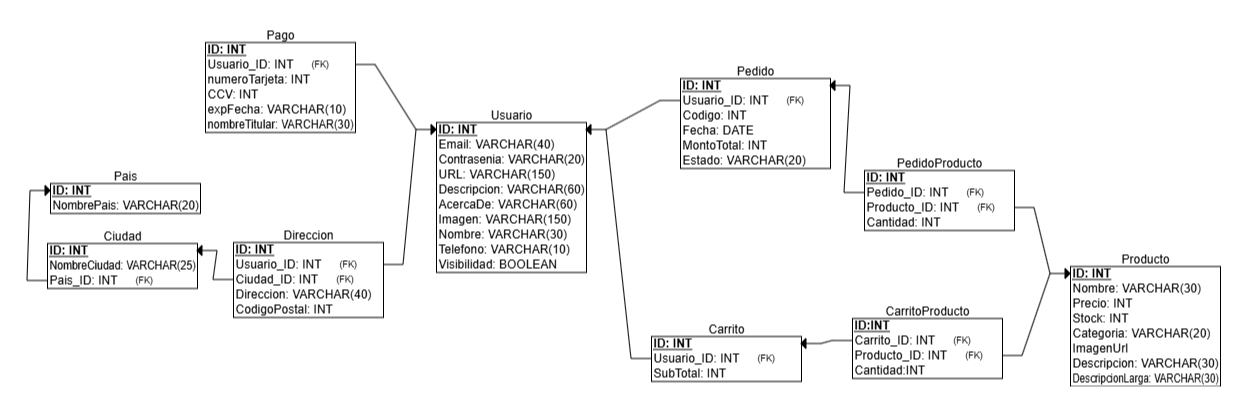 Pago
ID: INT
Usuario_ID: INT (FK)
numeroTarjeta: INT
CCV: INT
expFecha: VARCHAR(10)
nombreTitular: VARCHAR(30)
Usuario
ID: INT
Email: VARCHAR(40)
Contrasenia: VARCHAR(20)
URL: VARCHAR(150)
Descripcion: VARCHAR(60)
AcercaDe: VARCHAR(60)
Imagen: VARCHAR(150)
Nombre: VARCHAR(30)
Telefono: VARCHAR(10)
Visibilidad: BOOLEAN
Pais
ID: INT
NombrePais: VARCHAR(20)
Ciudad
ID: INT
NombreCiudad: VARCHAR(25)
Pais_ID: INT (FK)
Direccion
ID: INT
Usuario_ID: INT (FK)
Ciudad_ID: INT (FK)
Direccion: VARCHAR(40)
CodigoPostal: INT
Pedido
ID: INT
Usuario_ID: INT (FK)
Codigo: INT
Fecha: DATE
MontoTotal: INT
Estado: VARCHAR(20)
PedidoProducto
ID: INT
Pedido_ID: INT (FK)
Producto_ID: INT (FK)
Cantidad: INT
Carrito
ID: INT
Usuario_ID: INT (FK)
SubTotal: INT
CarritoProducto
ID:INT
Carrito_ID: INT (FK)
Producto_ID: INT (FK)
Cantidad:INT
Producto
ID: INT
Nombre: VARCHAR(30)
Precio: INT
Stock: INT
Categoria: VARCHAR(20)
ImagenUrl
Descripcion: VARCHAR(30)
DescripcionLarga: VARCHAR(30)